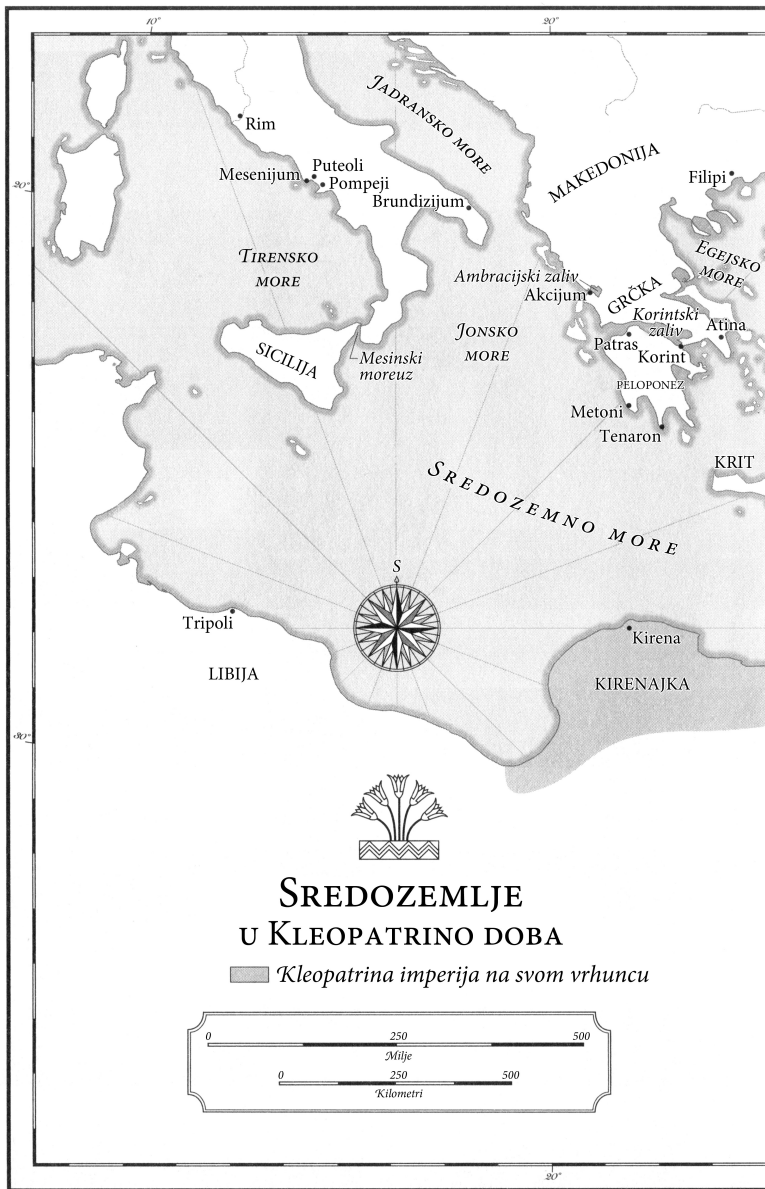 10°
20°
Jadransko more
Rim
Makedonija
Puteoli
Mesenijum
Pompeji
Filipi
20°
Brundizijum
Egejsko
more
Tirensko
more
Ambracijski zaliv
Akcijum
GRČKA
Korintski
zaliv
Atina
Jonsko
more
Patras
Korint
SICILIJA
Mesinski
moreuz
PELOPONEZ
Metoni
Tenaron
KRIT
Sredozemno more
S
Tripoli
Kirena
LIBIJA
KIRENAJKA
30°
Sredozemlje
u Kleopatrino doba
Kleopatrina imperija na svom vrhuncu
0 250 500
Milje
0 250 500
Kilometri
20°